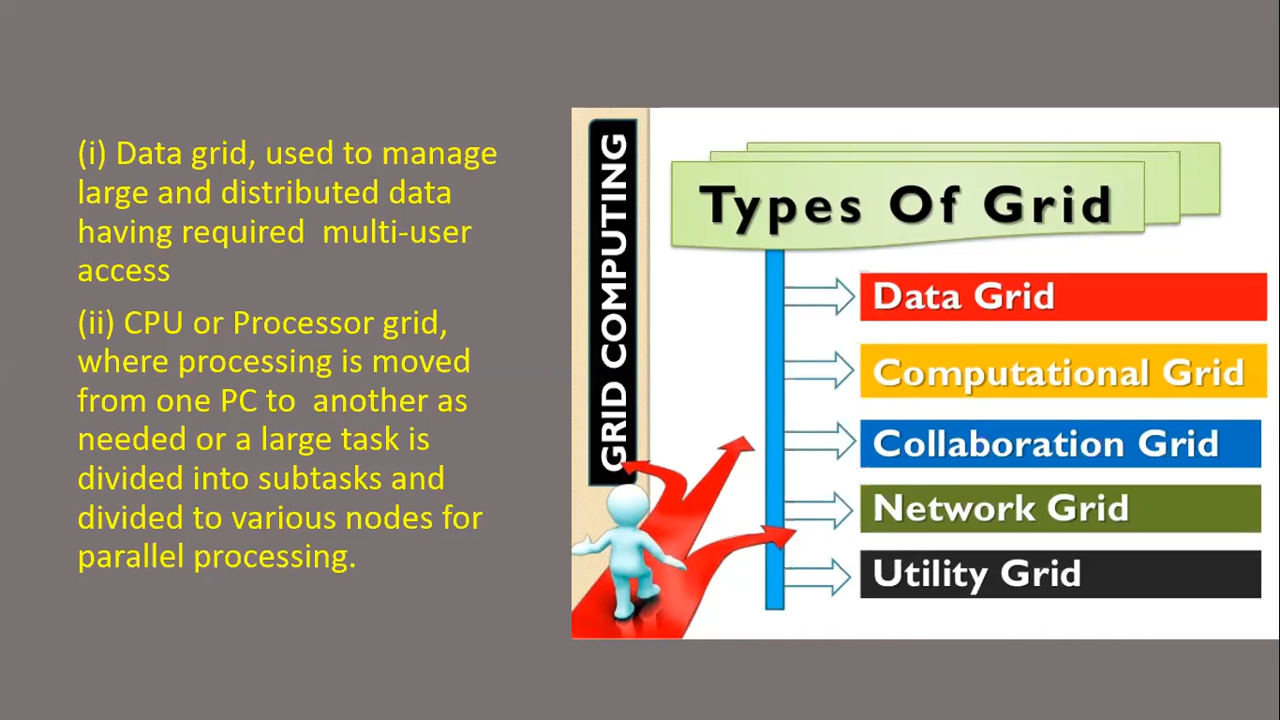 (i) Data grid, used to manage
large and distributed data
having required  multi-user
access
(ii) CPU or Processor grid,
where processing is moved
from one PC to  another as
needed or a large task is
divided into subtasks and
divided to various nodes for
parallel processing.
GRID COMPUTING
Types Of Grid
Data Grid
Computational Grid
Collaboration Grid
Network Grid
Utility Grid